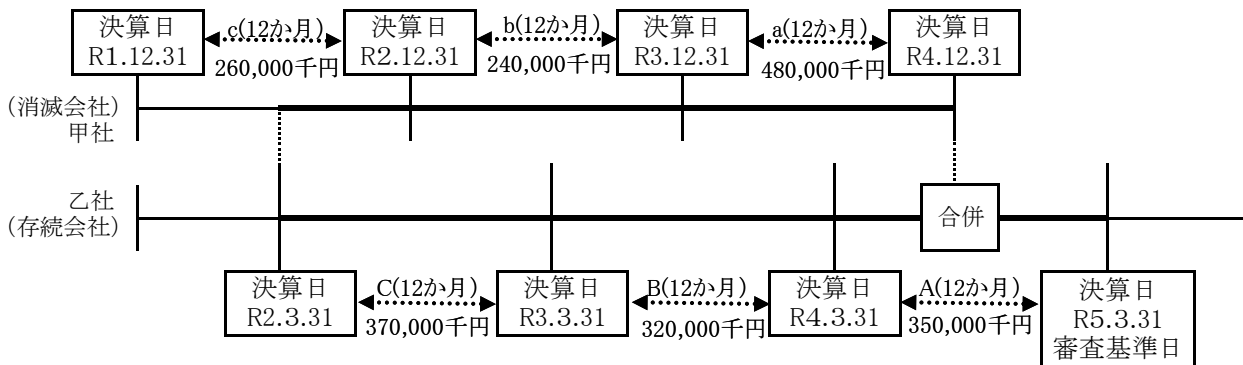 決算日
R1.12.31
c(12か月)
260,000千円
決算日
R2.12.31
b(12か月)
240,000千円
決算日
R3.12.31
a(12か月)
480,000千円
決算日
R4.12.31
(消滅会社)
甲社
乙社
(存続会社)
合併
決算日
R2.3.31
C(12か月)
370,000千円
決算日
R3.3.31
B(12か月)
320,000千円
決算日
R4.3.31
A(12か月)
350,000千円
決算日
R5.3.31
審査基準日